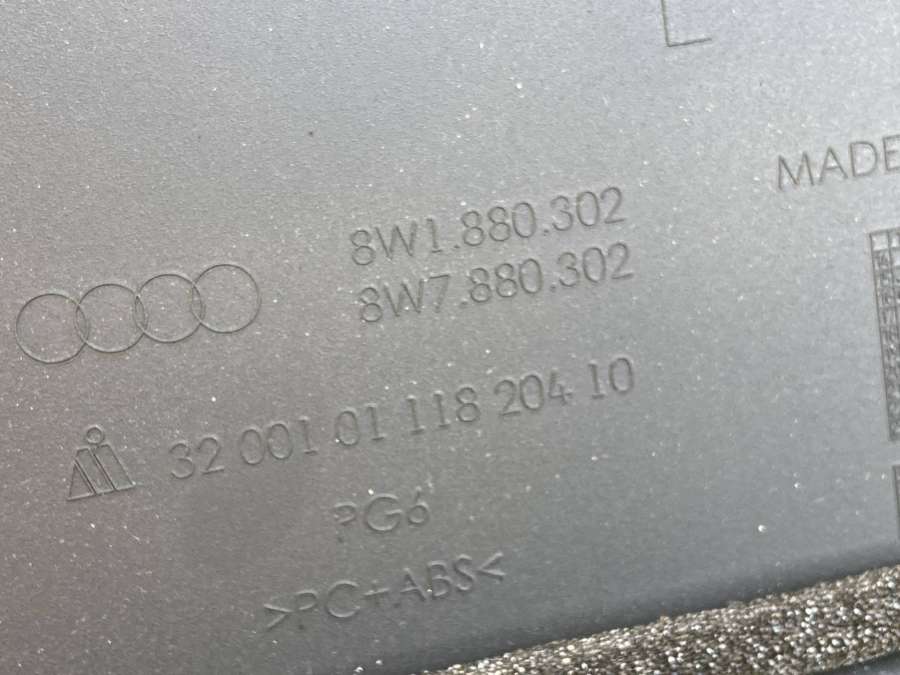 L
MADE
8W1.880.302
8W7.880.302
32 001 01 118 204 10
PG6
>PC+ABS<